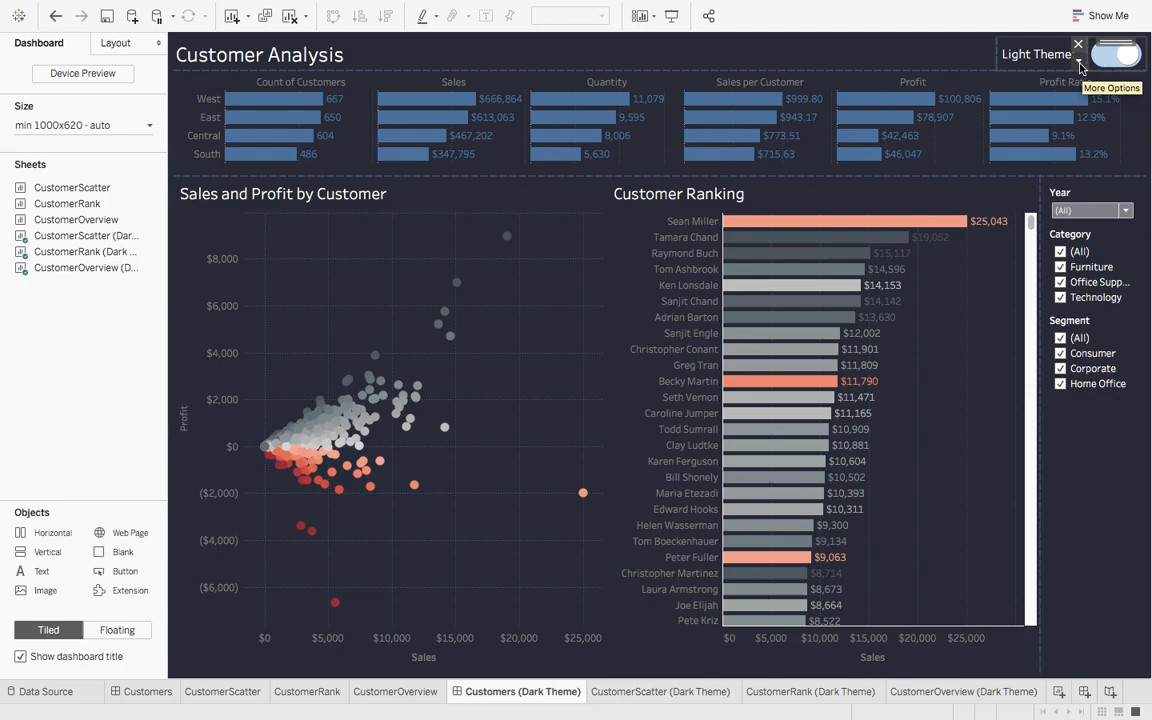 Show Me
Dashboard
Layout
Device Preview
Size
min 1000x620 - auto
Sheets
CustomerScatter
CustomerRank
CustomerOverview
CustomerScatter (Dar...
CustomerRank (Dark ...
CustomerOverview (D...
Objects
Horizontal
Web Page
Vertical
Blank
Text
Button
Image
Extension
Tiled
Floating
Show dashboard title
Customer Analysis
Light Theme
More Options
Count of Customers
Sales
Quantity
Sales per Customer
Profit
West 667 $666,864 11,079 $999.80 $100,806 15.1%
East 650 $613,063 9,595 $943.17 $78,907 12.9%
Central 604 $467,202 8,006 $773.51 $42,463 9.1%
South 486 $347,795 5,630 $715.63 $46,047 13.2%
Sales and Profit by Customer
$8,000
$6,000
$4,000
$2,000
$0
($2,000)
($4,000)
($6,000)
Profit
$0 $5,000 $10,000 $15,000 $20,000 $25,000
Sales
Customer Ranking
Sean Miller $25,043
Tamara Chand $19,052
Raymond Buch $15,117
Tom Ashbrook $14,596
Ken Lonsdale $14,153
Sanjit Chand $14,142
Adrian Barton $13,630
Sanjit Engle $12,002
Christopher Conant $11,901
Greg Tran $11,809
Becky Martin $11,790
Seth Vernon $11,471
Caroline Jumper $11,165
Todd Sumrall $10,909
Clay Ludtke $10,881
Karen Ferguson $10,604
Bill Shonely $10,502
Maria Etezadi $10,393
Edward Hooks $10,311
Helen Wasserman $9,300
Tom Boeckenhauer $9,134
Peter Fuller $9,063
Christopher Martinez $8,714
Laura Armstrong $8,673
Joe Elijah $8,664
Pete Kriz $8,522
$0 $5,000 $10,000 $15,000 $20,000 $25,000
Sales
Year
(All)
Category
(All)
Furniture
Office Supp...
Technology
Segment
(All)
Consumer
Corporate
Home Office
Data Source
Customers
CustomerScatter
CustomerRank
CustomerOverview
Customers (Dark Theme)
CustomerScatter (Dark Theme)
CustomerRank (Dark Theme)
CustomerOverview (Dark Theme)